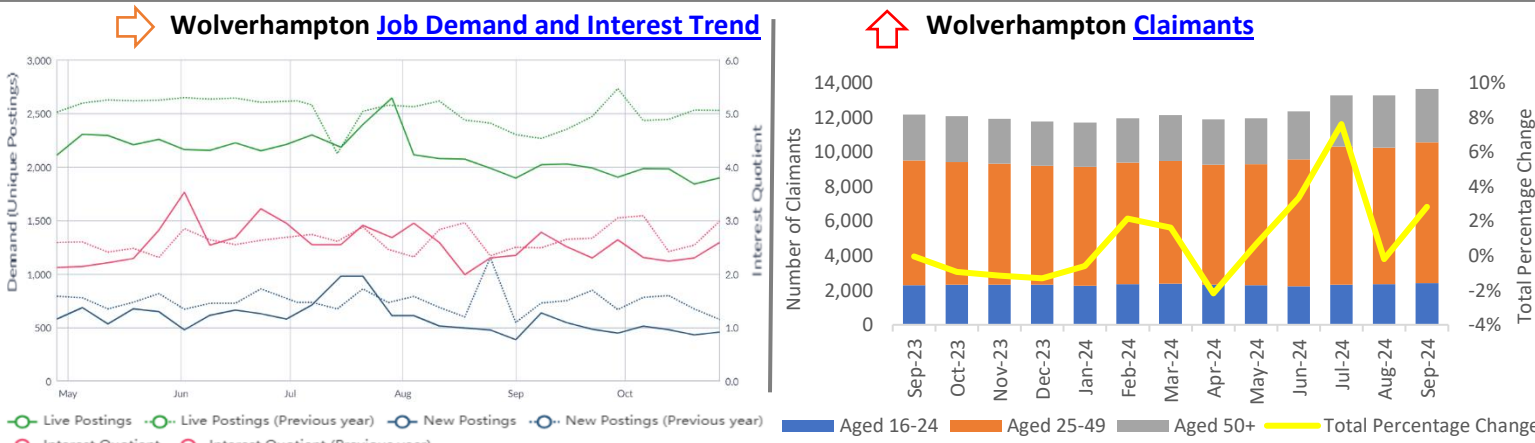 Wolverhampton Job Demand and Interest Trend
3,000
2,500
2,000
1,500
1,000
500
0
Demand (Unique Postings)
6.0
5.0
4.0
3.0
2.0
1.0
0.0
Interest Quotient
May Jun Jul Aug Sep Oct
Live Postings Live Postings (Previous year) New Postings New Postings (Previous year)
Interest Quotient Interest Quotient (Previous year)
Wolverhampton Claimants
14,000
12,000
10,000
8,000
6,000
4,000
2,000
0
Number of Claimants
10%
8%
6%
4%
2%
0%
-2%
-4%
Total Percentage Change
Sep-23
Oct-23
Nov-23
Dec-23
Jan-24
Feb-24
Mar-24
Apr-24
May-24
Jun-24
Jul-24
Aug-24
Sep-24
Aged 16-24 Aged 25-49 Aged 50+ Total Percentage Change